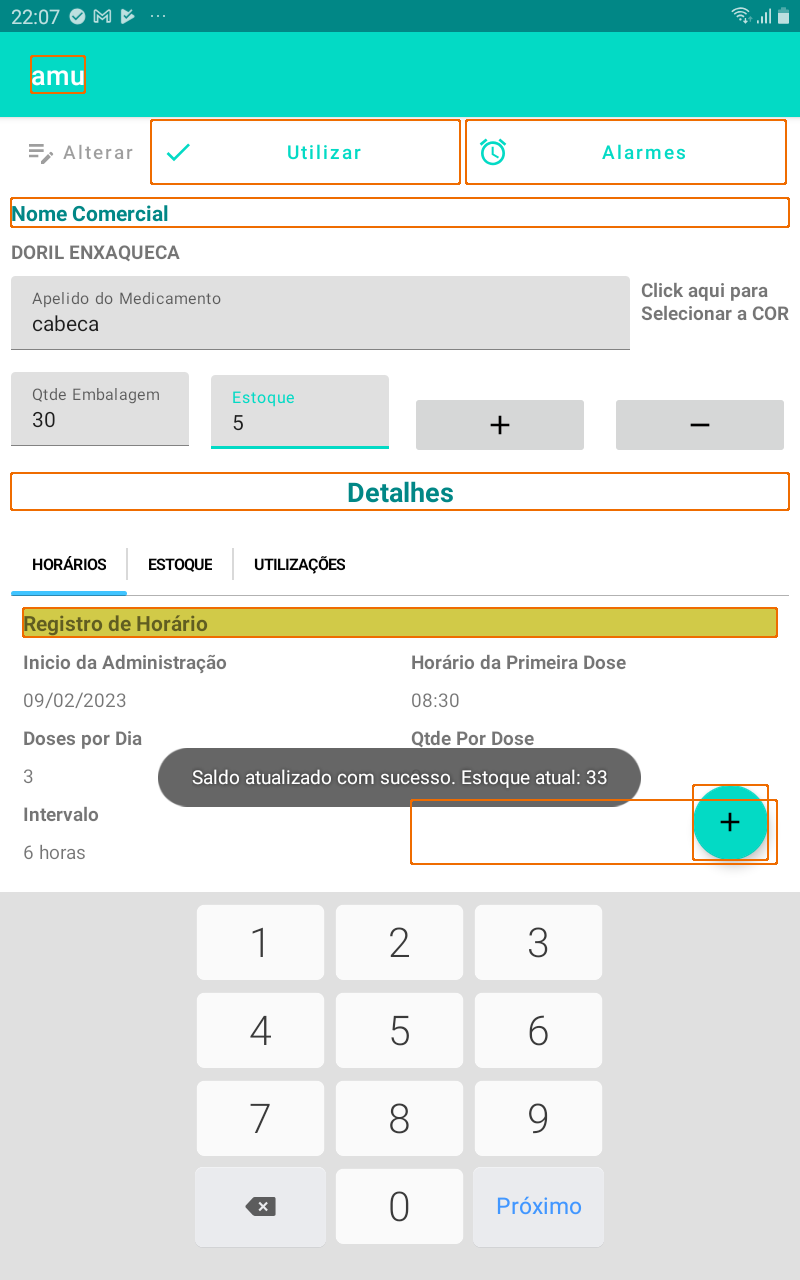 22:07
amu
Alterar
Utilizar
Alarmes
Nome Comercial
DORIL ENXAQUECA
Apelido do Medicamento
cabeca
Click aqui para
Selecionar a COR
Qtde Embalagem
30
Estoque
5
+
−
Detalhes
HORÁRIOS
ESTOQUE
UTILIZAÇÕES
Registro de Horário
Inicio da Administração
Horário da Primeira Dose
09/02/2023
08:30
Doses por Dia
Qtde Por Dose
3
Saldo atualizado com sucesso. Estoque atual: 33
Intervalo
+
6 horas
1 2 3
4 5 6
7 8 9
0 Próximo